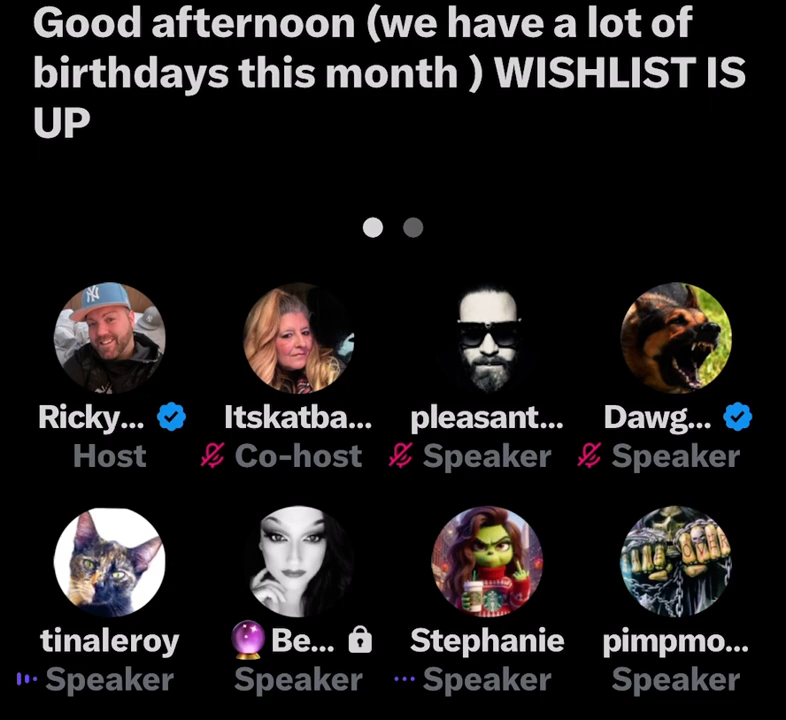 Good afternoon (we have a lot of
birthdays this month ) WISHLIST IS
UP
Ricky...
Itskatba...
pleasant...
Dawg...
Host
Co-host
Speaker
Speaker
tinaleroy
Be...
Stephanie
pimpmo...
Speaker
Speaker
Speaker
Speaker